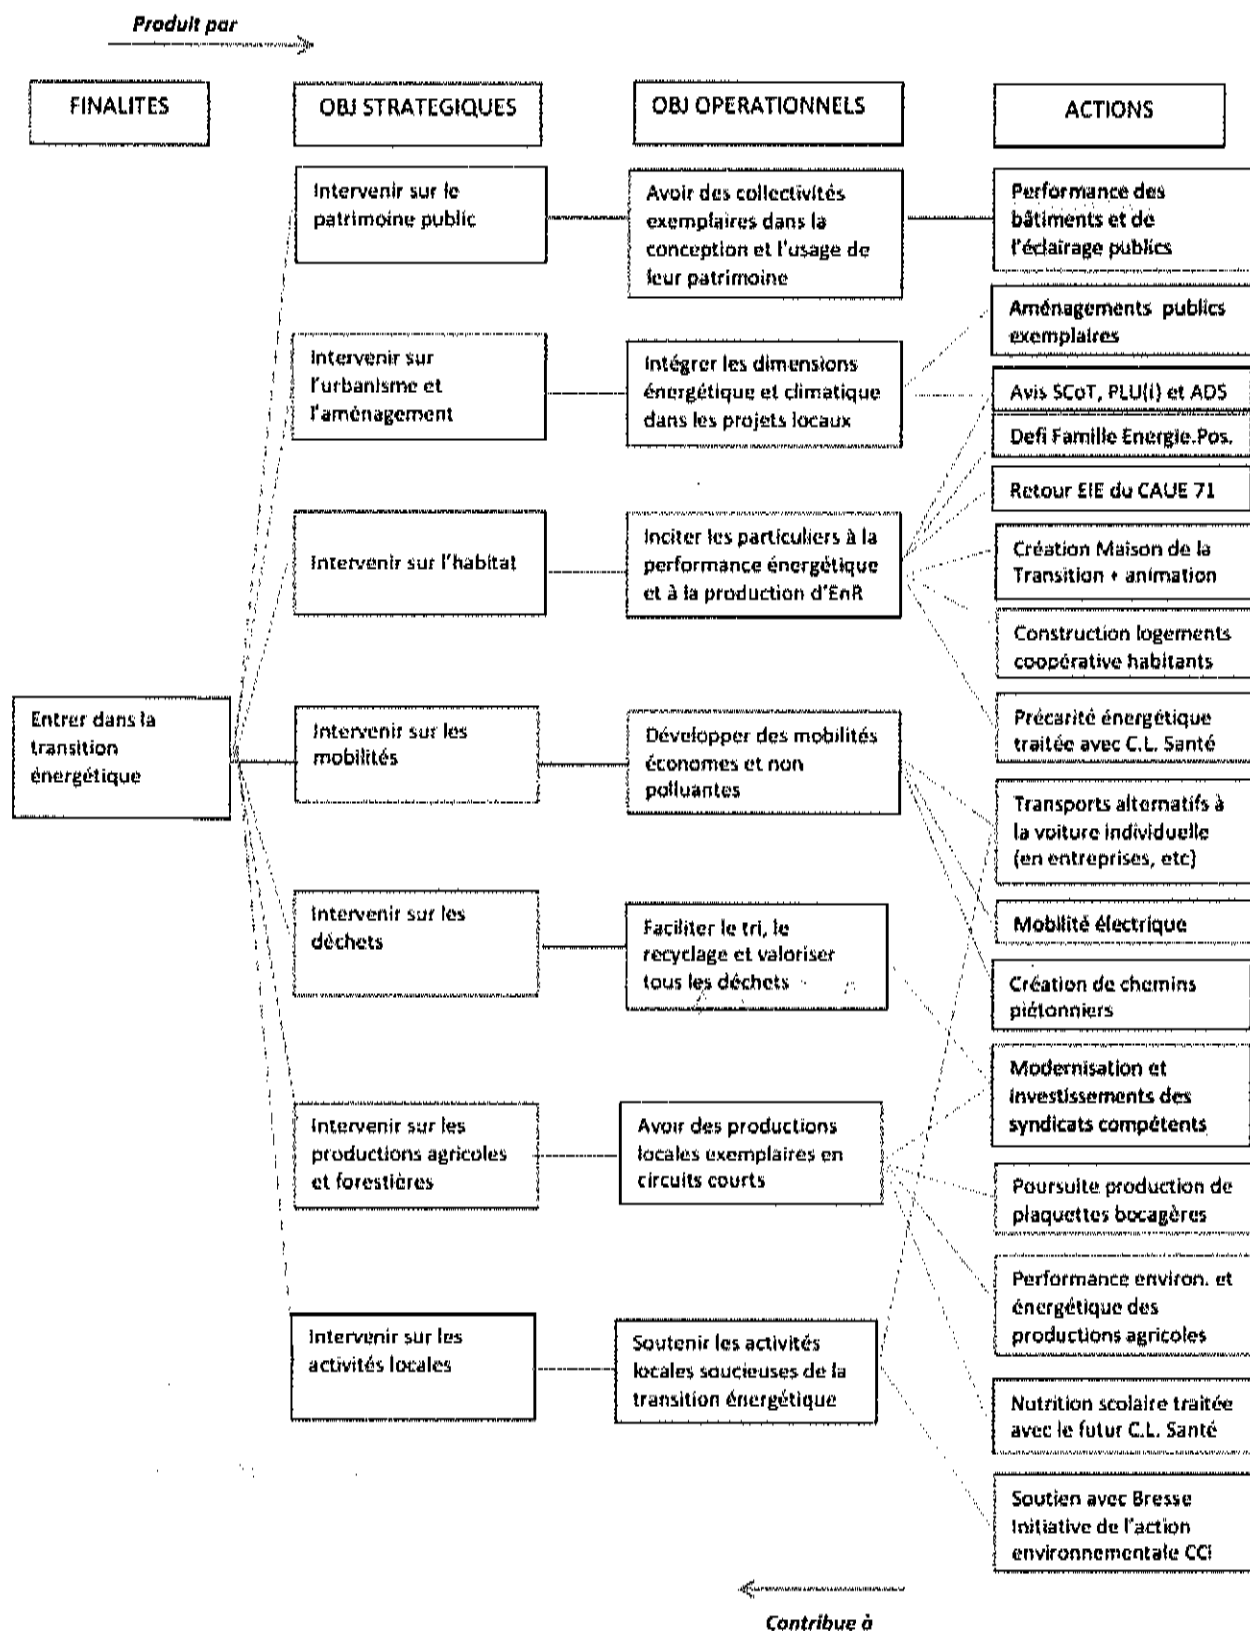 Produit par
FINALITES
OBJ STRATEGIQUES
OBJ OPERATIONNELS
ACTIONS
Intervenir sur le
patrimoine public
Avoir des collectivités
exemplaires dans la
conception et l'usage de
leur patrimoine
Performance des
bâtiments et de
l'éclairage publics
Aménagements publics
exemplaires
Intervenir sur
l'urbanisme et
l'aménagement
Intégrer les dimensions
énergétique et climatique
dans les projets locaux
Avis SCoT, PLU(i) et ADS
Defi Famille Energie.Pos.
Retour EIE du CAUE 71
Intervenir sur l'habitat
Inciter les particuliers à la
performance énergétique
et à la production d'EnR
Création Maison de la
Transition + animation
Construction logements
coopérative habitants
Précarité énergétique
traitée avec C.L. Santé
Entrer dans la
transition
énergétique
Intervenir sur les
mobilités
Développer des mobilités
économes et non
polluantes
Transports alternatifs à
la voiture individuelle
(en entreprises, etc)
Mobilité électrique
Création de chemins
piétonniers
Intervenir sur les
déchets
Faciliter le tri, le
recyclage et valoriser
tous les déchets
Modernisation et
investissements des
syndicats compétents
Intervenir sur les
productions agricoles
et forestières
Avoir des productions
locales exemplaires en
circuits courts
Poursuite production de
plaquettes bocagères
Performance environ. et
énergétique des
productions agricoles
Nutrition scolaire traitée
avec le futur C.L. Santé
Intervenir sur les
activités locales
Soutenir les activités
locales soucieuses de la
transition énergétique
Soutien avec Bresse
Initiative de l'action
environnementale CCI
Contribue à